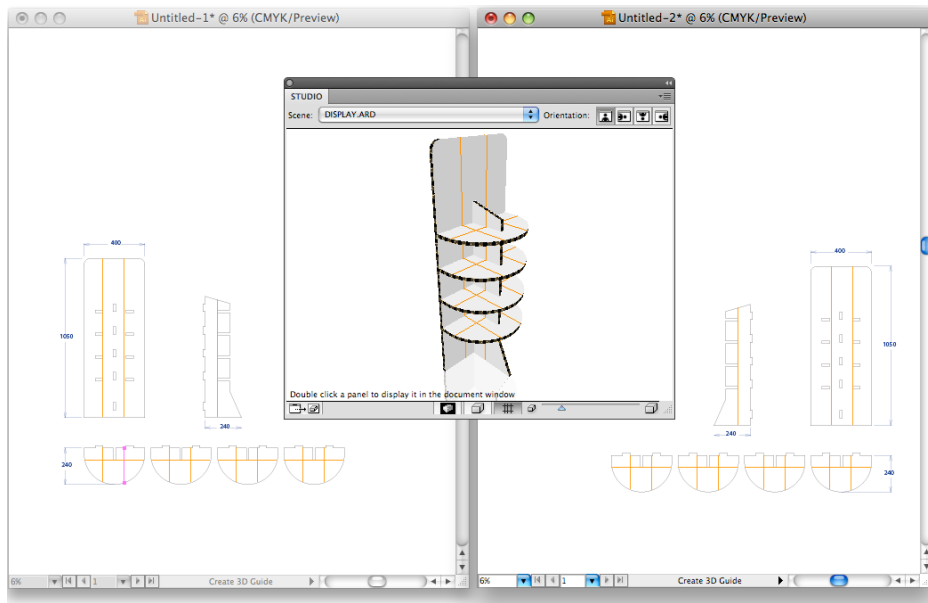 Untitled-1* @ 6% (CMYK/Preview)
Untitled-2* @ 6% (CMYK/Preview)
STUDIO
Scene: DISPLAY.ARD Orientation:
Double click a panel to display it in the document window
400
1050
240
240
400
1050
240
240
6% 1 Create 3D Guide
6% 1 Create 3D Guide